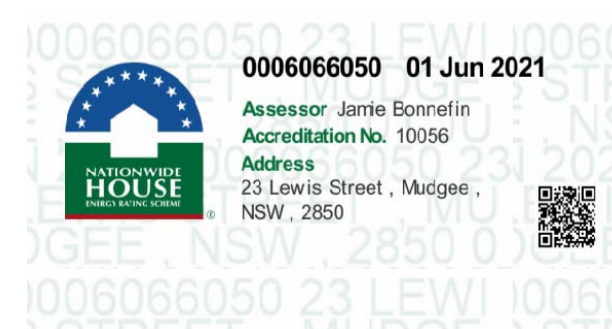 0006066050 01 Jun 2021
Assessor Jamie Bonnefin
Accreditation No. 10056
Address
23 Lewis Street , Mudgee ,
NSW , 2850
NATIONWIDE
HOUSE
ENERGY RATING SCHEME
®